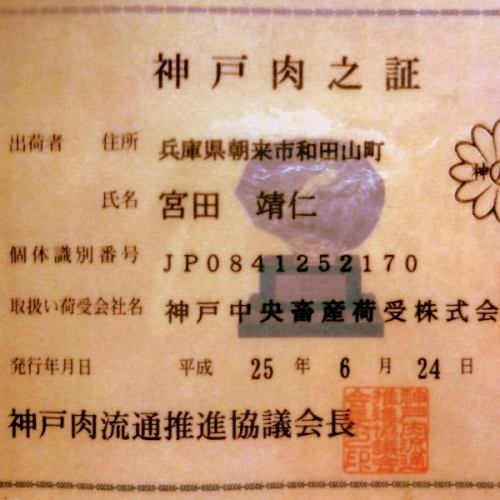 神戸肉之証
出荷者 住所 兵庫県朝来市和田山町
氏名 宮田 靖仁
個体識別番号 JP0841252170
取扱い荷受会社名 神戸中央畜産荷受株式会
発行年月日 平成 25 年 6 月 24 日
神戸肉流通推進協議会長